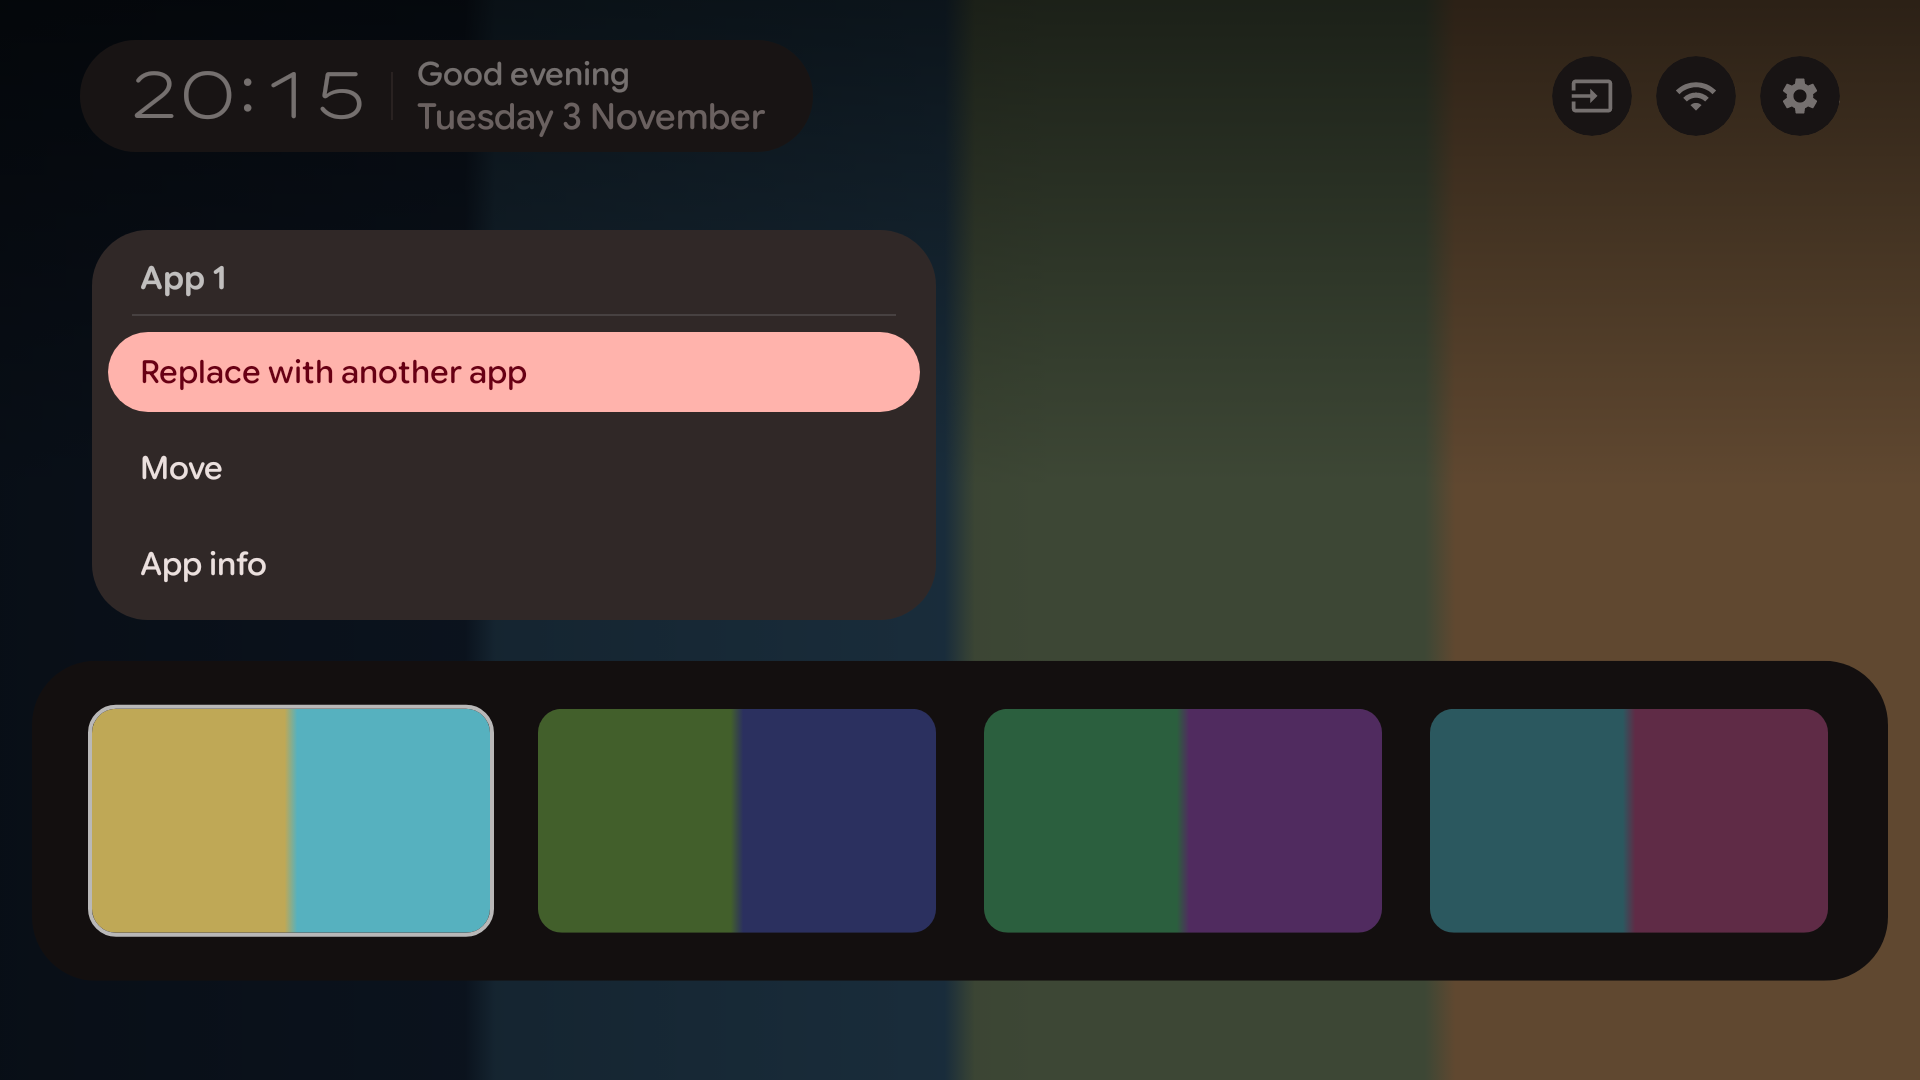 20:15
Good evening
Tuesday 3 November
App 1
Replace with another app
Move
App info